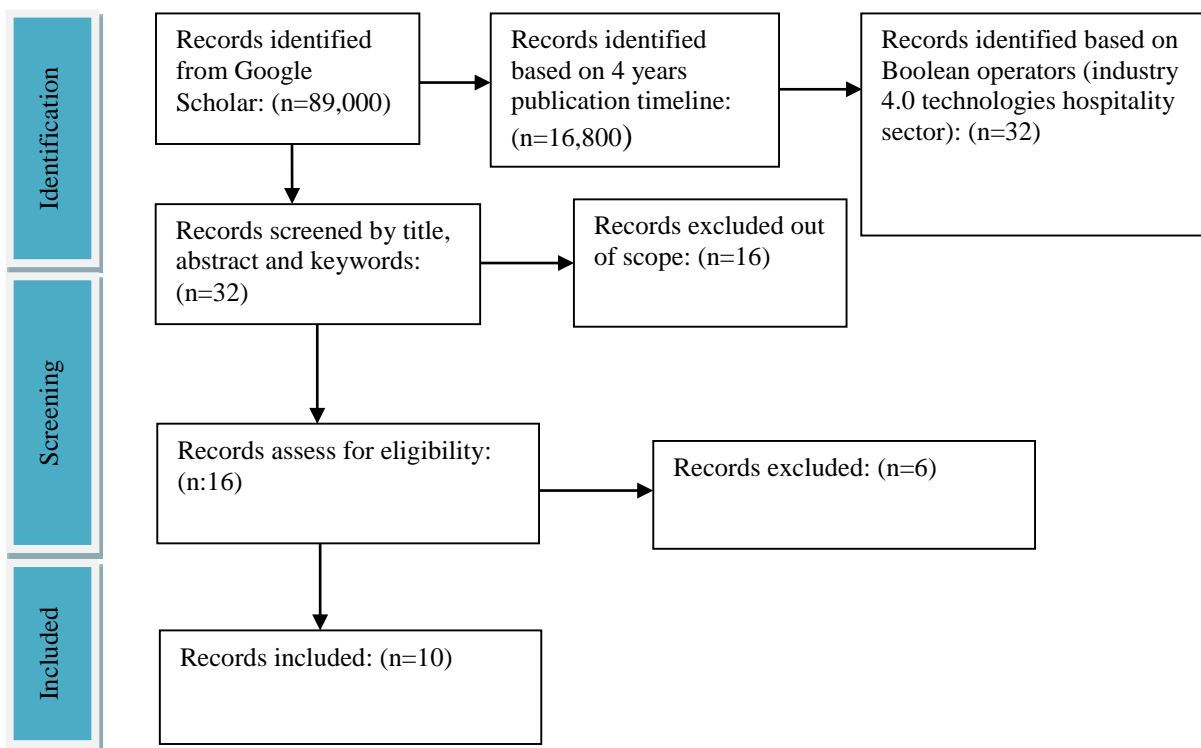 Identification
Records identified
from Google
Scholar: (n=89,000)
Records identified
based on 4 years
publication timeline:
(n=16,800)
Records identified based on
Boolean operators (industry
4.0 technologies hospitality
sector): (n=32)
Records screened by title,
abstract and keywords:
(n=32)
Records excluded out
of scope: (n=16)
Screening
Records assess for eligibility:
(n:16)
Records excluded: (n=6)
Included
Records included: (n=10)